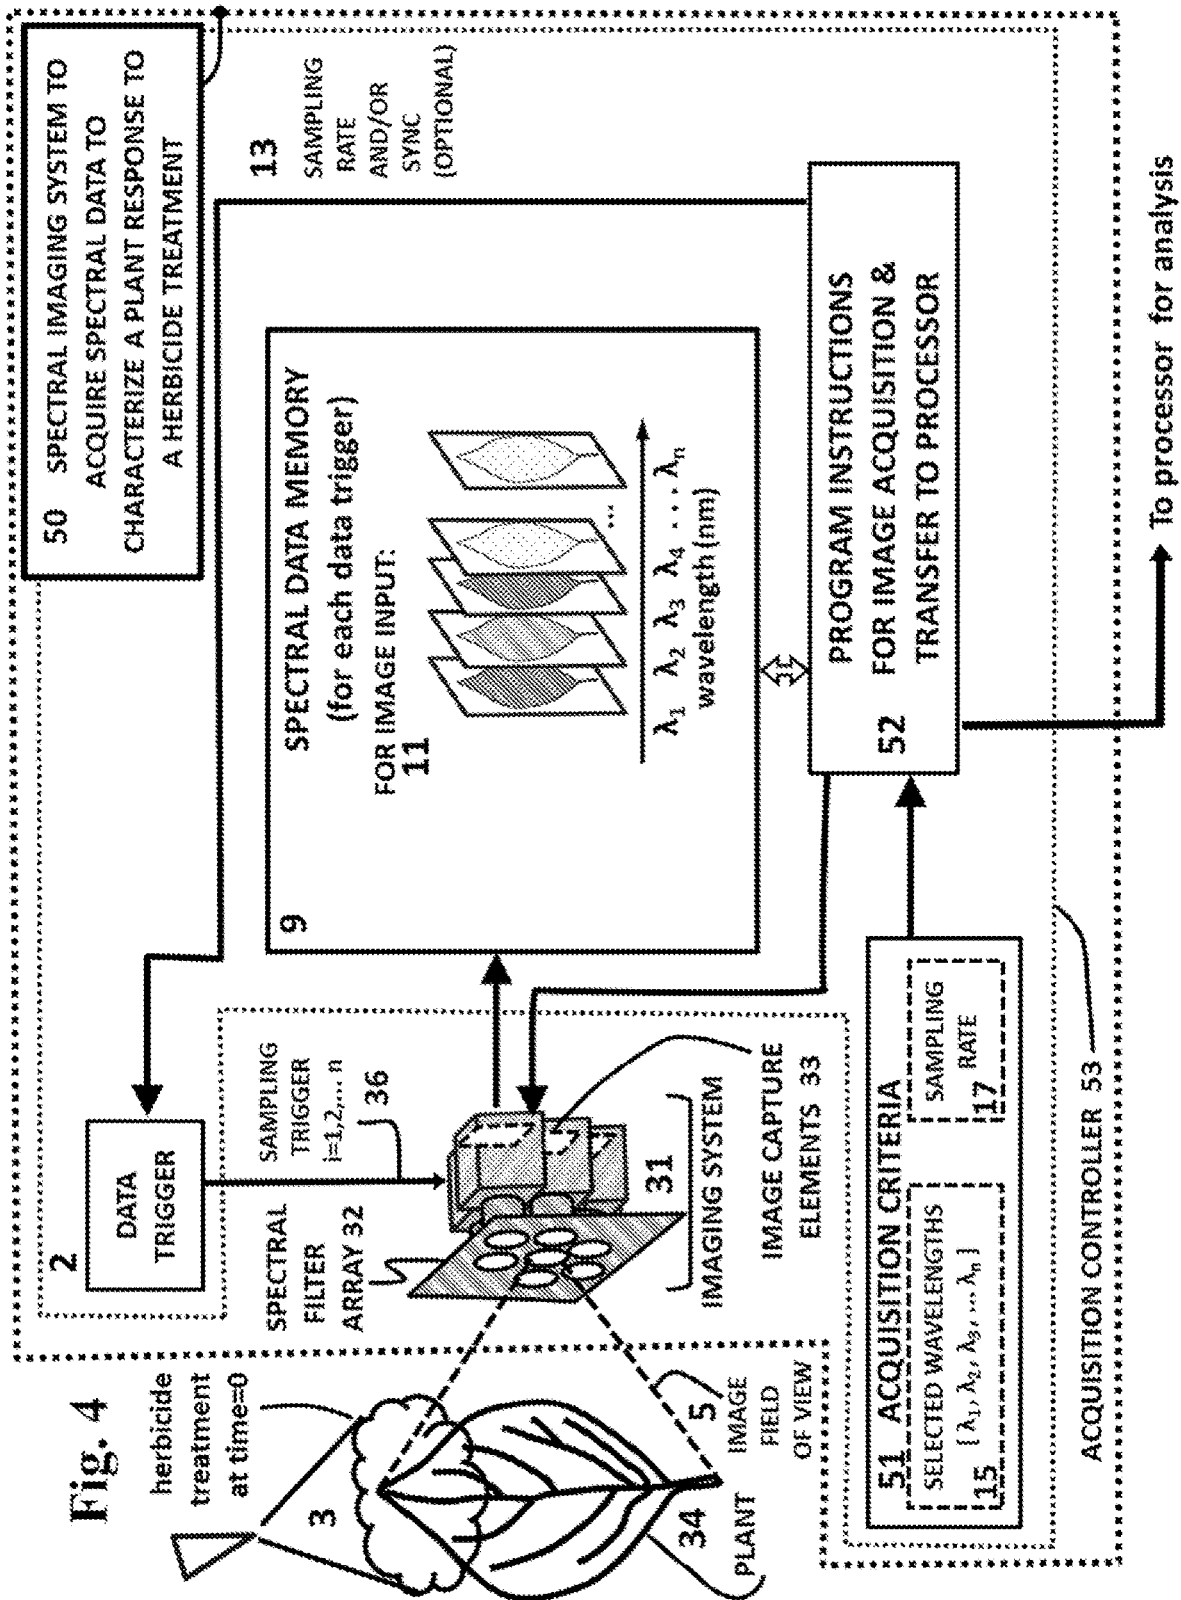 Fig. 4
herbicide
treatment
at time=0
3
34
PLANT
5
IMAGE
FIELD
OF VIEW
2
DATA
TRIGGER
SAMPLING
TRIGGER
i=1,2,... n
36
SPECTRAL
FILTER
ARRAY 32
31
IMAGING SYSTEM
IMAGE CAPTURE
ELEMENTS 33
50 SPECTRAL IMAGING SYSTEM TO
ACQUIRE SPECTRAL DATA TO
CHARACTERIZE A PLANT RESPONSE TO
A HERBICIDE TREATMENT
13
SAMPLING
RATE
AND/OR
SYNC
(OPTIONAL)
9
SPECTRAL DATA MEMORY
(for each data trigger)
FOR IMAGE INPUT:
11
...
λ1 λ2 λ3 λ4 ... λn
wavelength (nm)
PROGRAM INSTRUCTIONS
52 FOR IMAGE ACQUISITION &
TRANSFER TO PROCESSOR
51 ACQUISITION CRITERIA
SELECTED WAVELENGTHS
15 [ λ1, λ2, λ3, ... λn ]
SAMPLING
RATE
17
ACQUISITION CONTROLLER 53
To processor for analysis